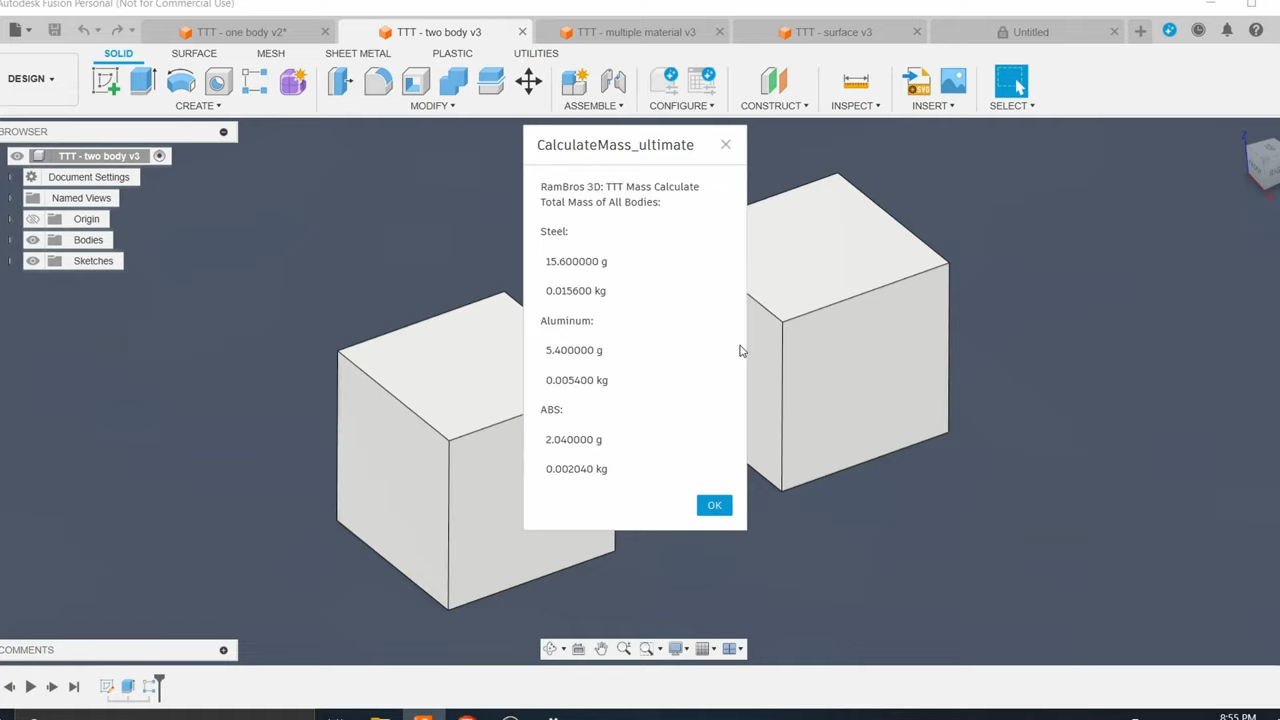 Autodesk Fusion Personal (Not for Commercial Use)
TTT - one body v2*
TTT - two body v3
TTT - multiple material v3
TTT - surface v3
Untitled
SOLID
SURFACE
MESH
SHEET METAL
PLASTIC
UTILITIES
DESIGN
CREATE
MODIFY
ASSEMBLE
CONFIGURE
CONSTRUCT
INSPECT
INSERT
SELECT
SVG
BROWSER
TTT - two body v3
Document Settings
Named Views
Origin
Bodies
Sketches
CalculateMass_ultimate
RamBros 3D: TTT Mass Calculate
Total Mass of All Bodies:
Steel:
15.600000 g
0.015600 kg
Aluminum:
5.400000 g
0.005400 kg
ABS:
2.040000 g
0.002040 kg
OK
Z
COMMENTS
8:55 PM